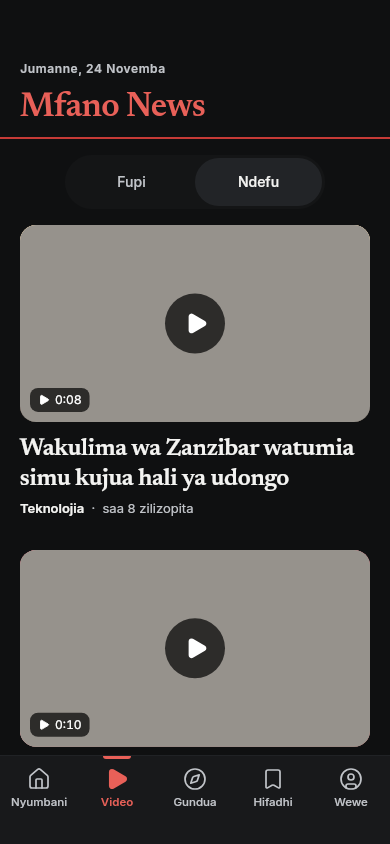 Jumanne, 24 Novemba
Mfano News
Fupi
Ndefu
0:08
Wakulima wa Zanzibar watumia
simu kujua hali ya udongo
Teknolojia · saa 8 zilizopita
0:10
Nyumbani
Video
Gundua
Hifadhi
Wewe